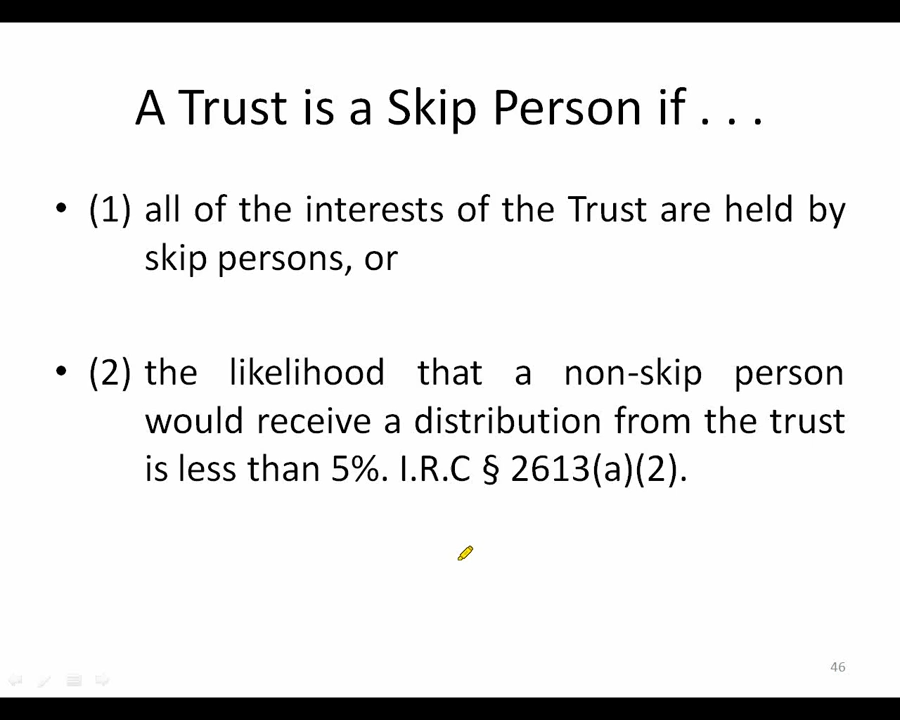 A Trust is a Skip Person if . . .
• (1) all of the interests of the Trust are held by
skip persons, or
• (2) the likelihood that a non-skip person
would receive a distribution from the trust
is less than 5%. I.R.C § 2613(a)(2).
46